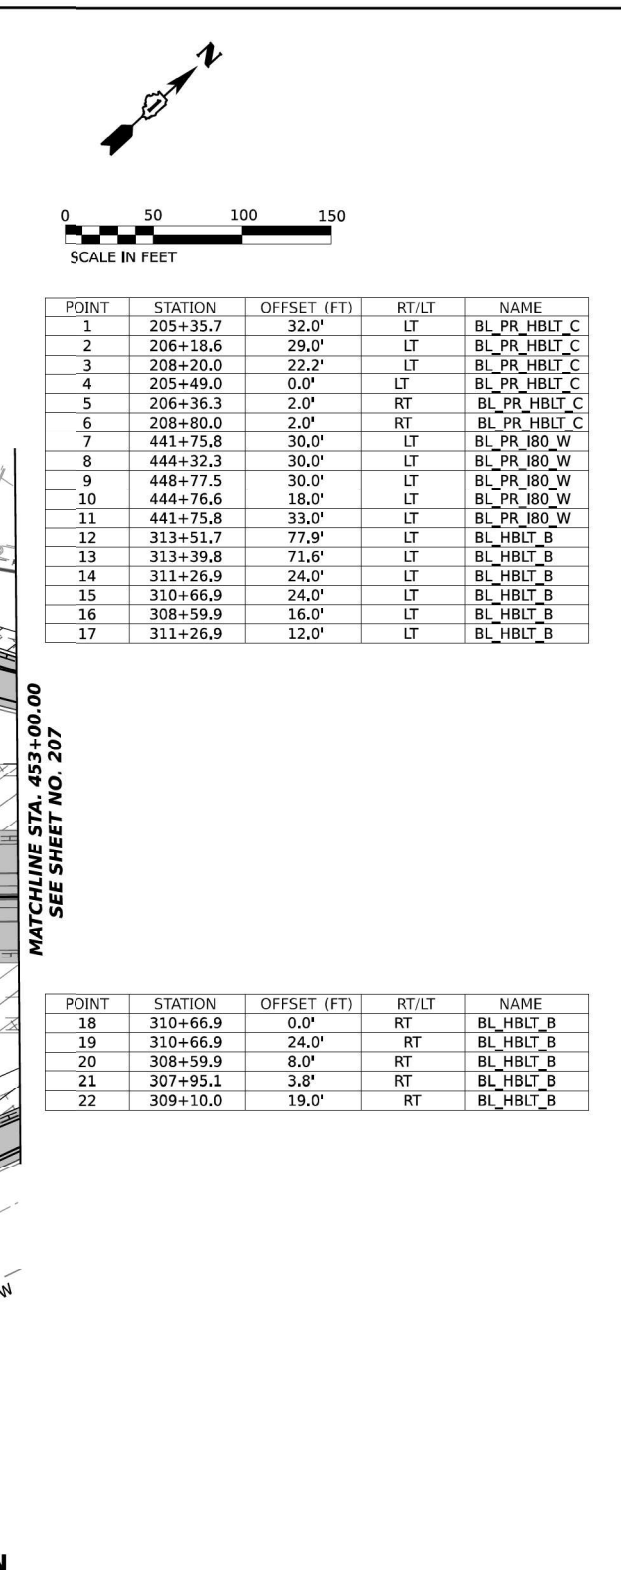 N
0 50 100 150
SCALE IN FEET
POINT STATION OFFSET (FT) RT/LT NAME
1 205+35.7 32.0' LT BL_PR_HBLT_C
2 206+18.6 29.0' LT BL_PR_HBLT_C
3 208+20.0 22.2' LT BL_PR_HBLT_C
4 205+49.0 0.0' LT BL_PR_HBLT_C
5 206+36.3 2.0' RT BL_PR_HBLT_C
6 208+80.0 2.0' RT BL_PR_HBLT_C
7 441+75.8 30.0' LT BL_PR_I80_W
8 444+32.3 30.0' LT BL_PR_I80_W
9 448+77.5 30.0' LT BL_PR_I80_W
10 444+76.6 18.0' LT BL_PR_I80_W
11 441+75.8 33.0' LT BL_PR_I80_W
12 313+51.7 77.9' LT BL_HBLT_B
13 313+39.8 71.6' LT BL_HBLT_B
14 311+26.9 24.0' LT BL_HBLT_B
15 310+66.9 24.0' LT BL_HBLT_B
16 308+59.9 16.0' LT BL_HBLT_B
17 311+26.9 12.0' LT BL_HBLT_B
MATCHLINE STA. 453+00.00
SEE SHEET NO. 207
POINT STATION OFFSET (FT) RT/LT NAME
18 310+66.9 0.0' RT BL_HBLT_B
19 310+66.9 24.0' RT BL_HBLT_B
20 308+59.9 8.0' RT BL_HBLT_B
21 307+95.1 3.8' RT BL_HBLT_B
22 309+10.0 19.0' RT BL_HBLT_B
W